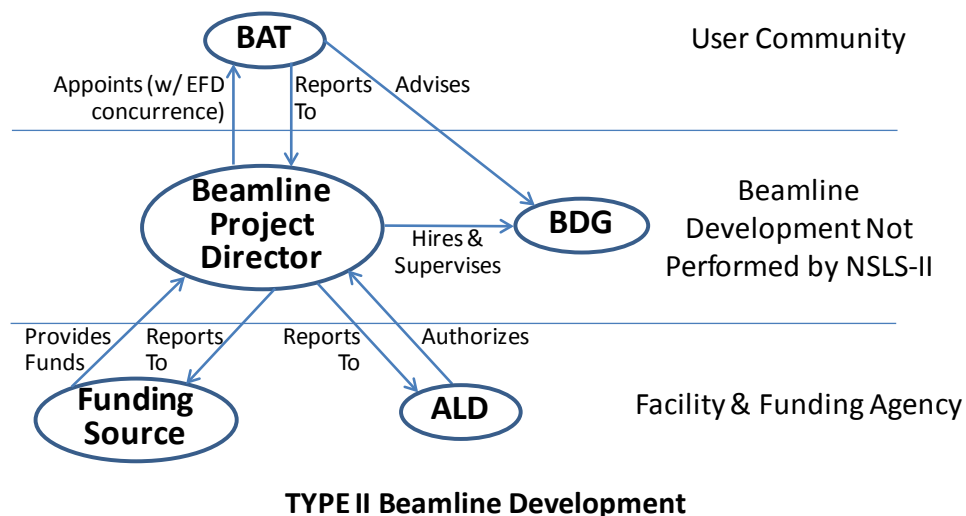 BAT
User Community
Appoints (w/ EFD
concurrence)
Reports
To
Advises
Beamline
Project
Director
Hires &
Supervises
BDG
Beamline
Development Not
Performed by NSLS-II
Provides
Funds
Reports
To
Reports
To
Authorizes
Funding
Source
ALD
Facility & Funding Agency
TYPE II Beamline Development